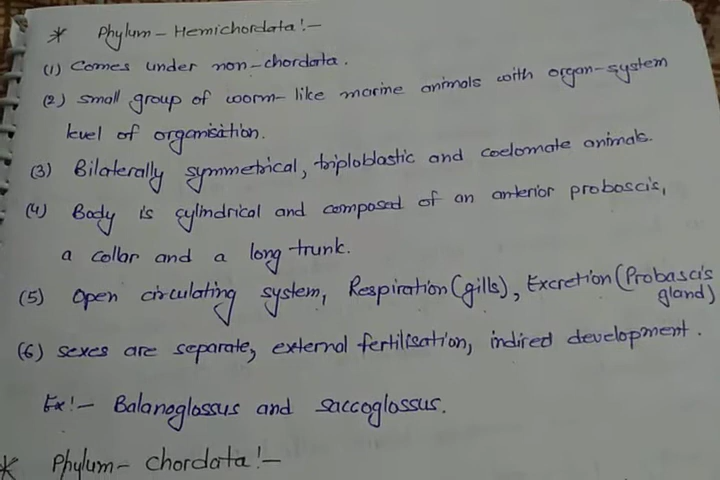 * Phylum - Hemichordata :-
(1) Comes under non-chordata.
(2) Small group of worm-like marine animals with organ-system
level of organisation.
(3) Bilaterally symmetrical, triploblastic and coelomate animals.
(4) Body is cylindrical and composed of an anterior proboscis,
a collar and a long trunk.
(5) Open circulating system, Respiration (gills), Excretion (Probascis
gland)
(6) sexes are separate, external fertilisation, indired development.
Ex :- Balanoglossus and saccoglossus.
* Phylum - Chordata :-